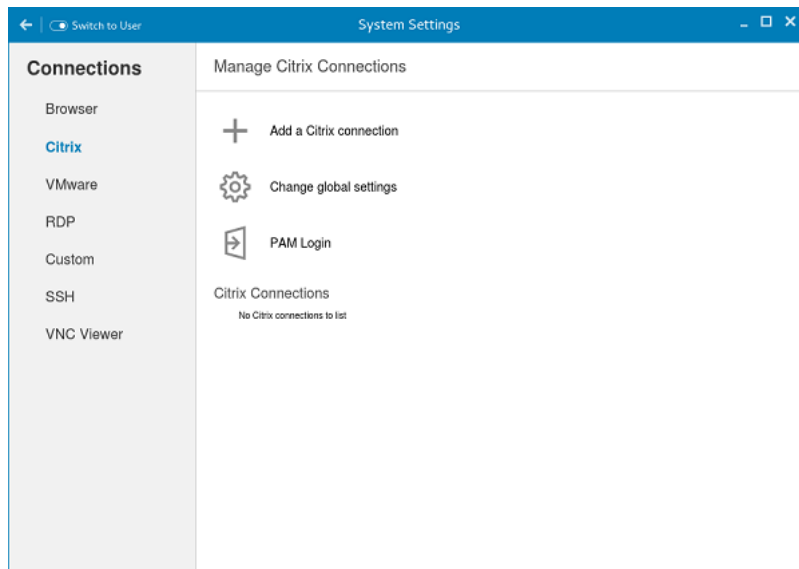 Switch to User
System Settings
Connections
Browser
Citrix
VMware
RDP
Custom
SSH
VNC Viewer
Manage Citrix Connections
Add a Citrix connection
Change global settings
PAM Login
Citrix Connections
No Citrix connections to list